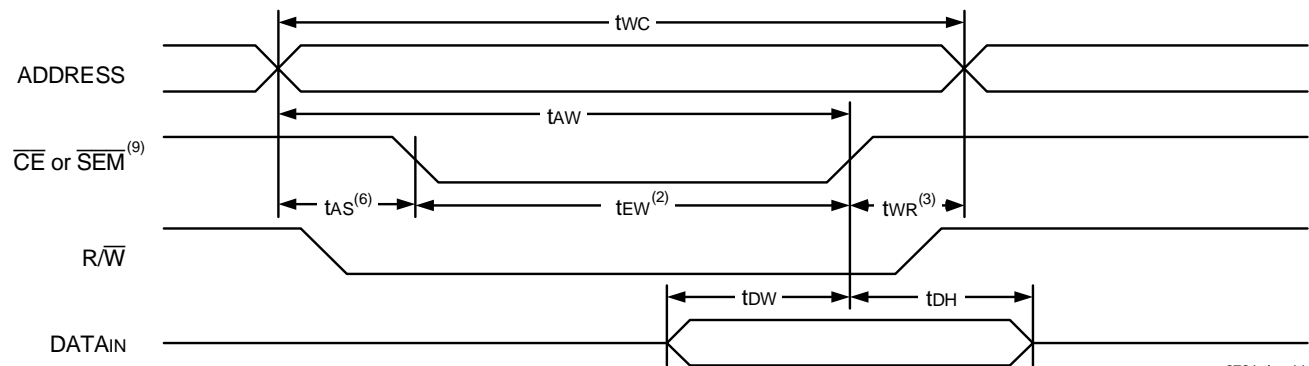 tWC
ADDRESS
tAW
CE or SEM(9)
tAS(6) tEW(2) tWR(3)
R/W
tDW tDH
DATAIN